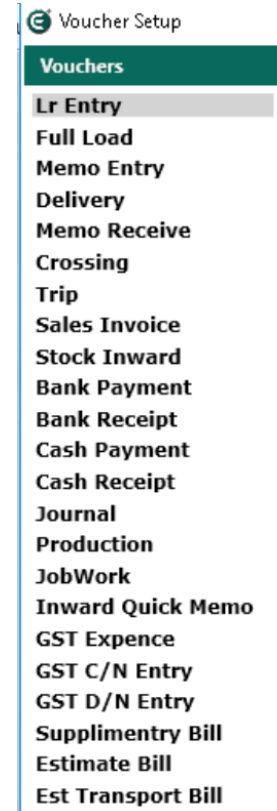 Voucher Setup
Vouchers
Lr Entry
Full Load
Memo Entry
Delivery
Memo Receive
Crossing
Trip
Sales Invoice
Stock Inward
Bank Payment
Bank Receipt
Cash Payment
Cash Receipt
Journal
Production
JobWork
Inward Quick Memo
GST Expence
GST C/N Entry
GST D/N Entry
Supplimentry Bill
Estimate Bill
Est Transport Bill